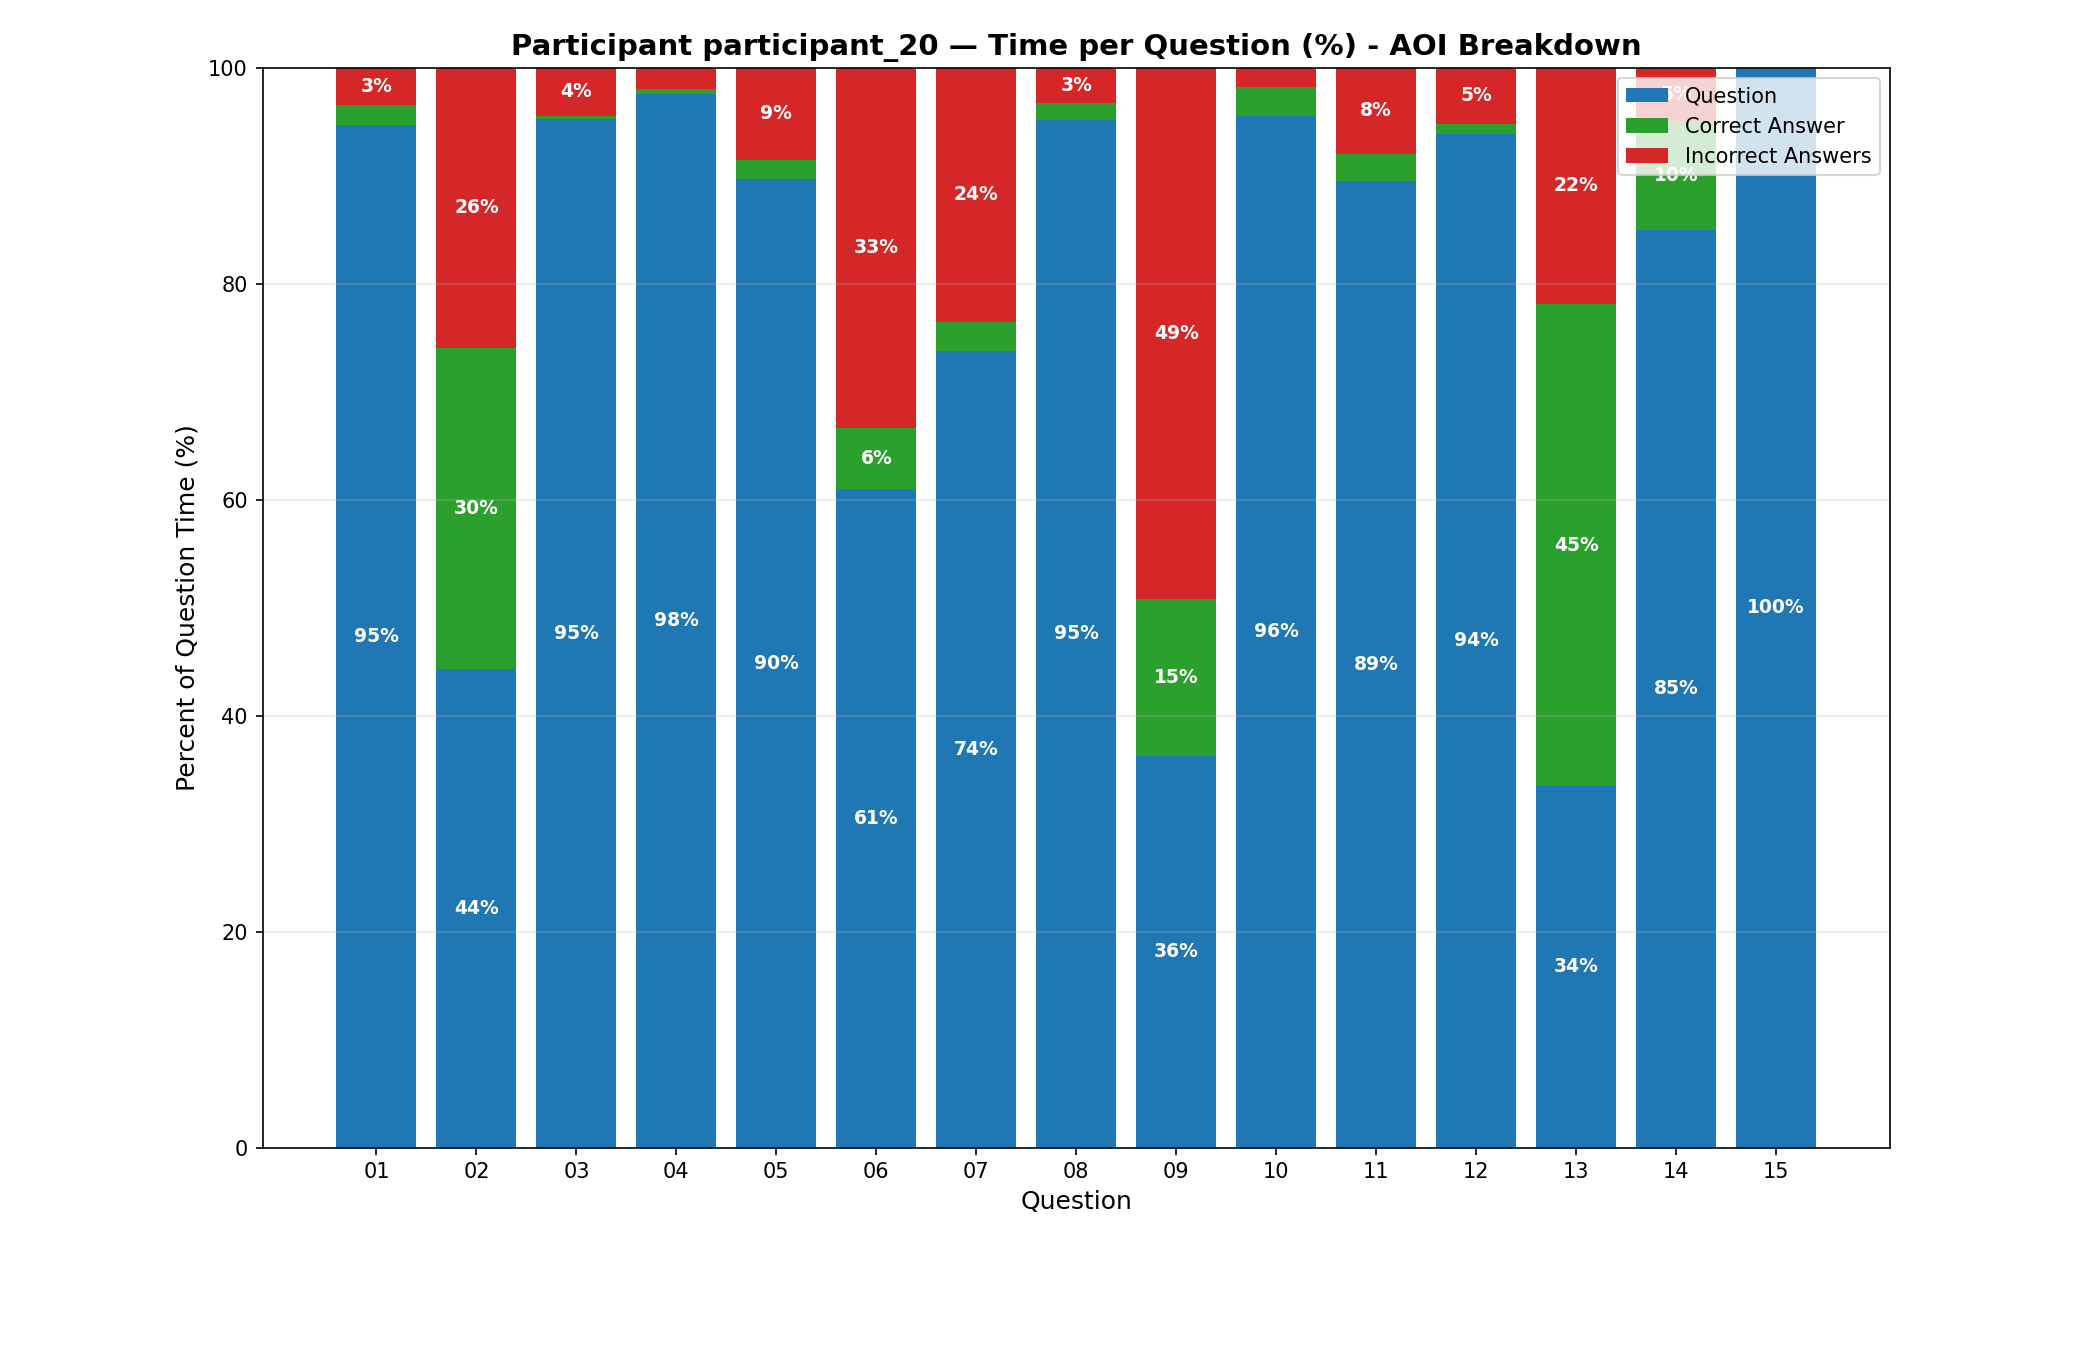 Participant participant_20 — Time per Question (%) - AOI Breakdown
Percent of Question Time (%)
100
80
60
40
20
0
3% 4% 9% 3% 8% 5% 5%
26% 33% 24% 49% 22% 10%
30% 6% 15% 45%
95% 44% 95% 98% 90% 61% 74% 95% 36% 96% 89% 94% 34% 85% 100%
Question
Correct Answer
Incorrect Answers
01 02 03 04 05 06 07 08 09 10 11 12 13 14 15
Question